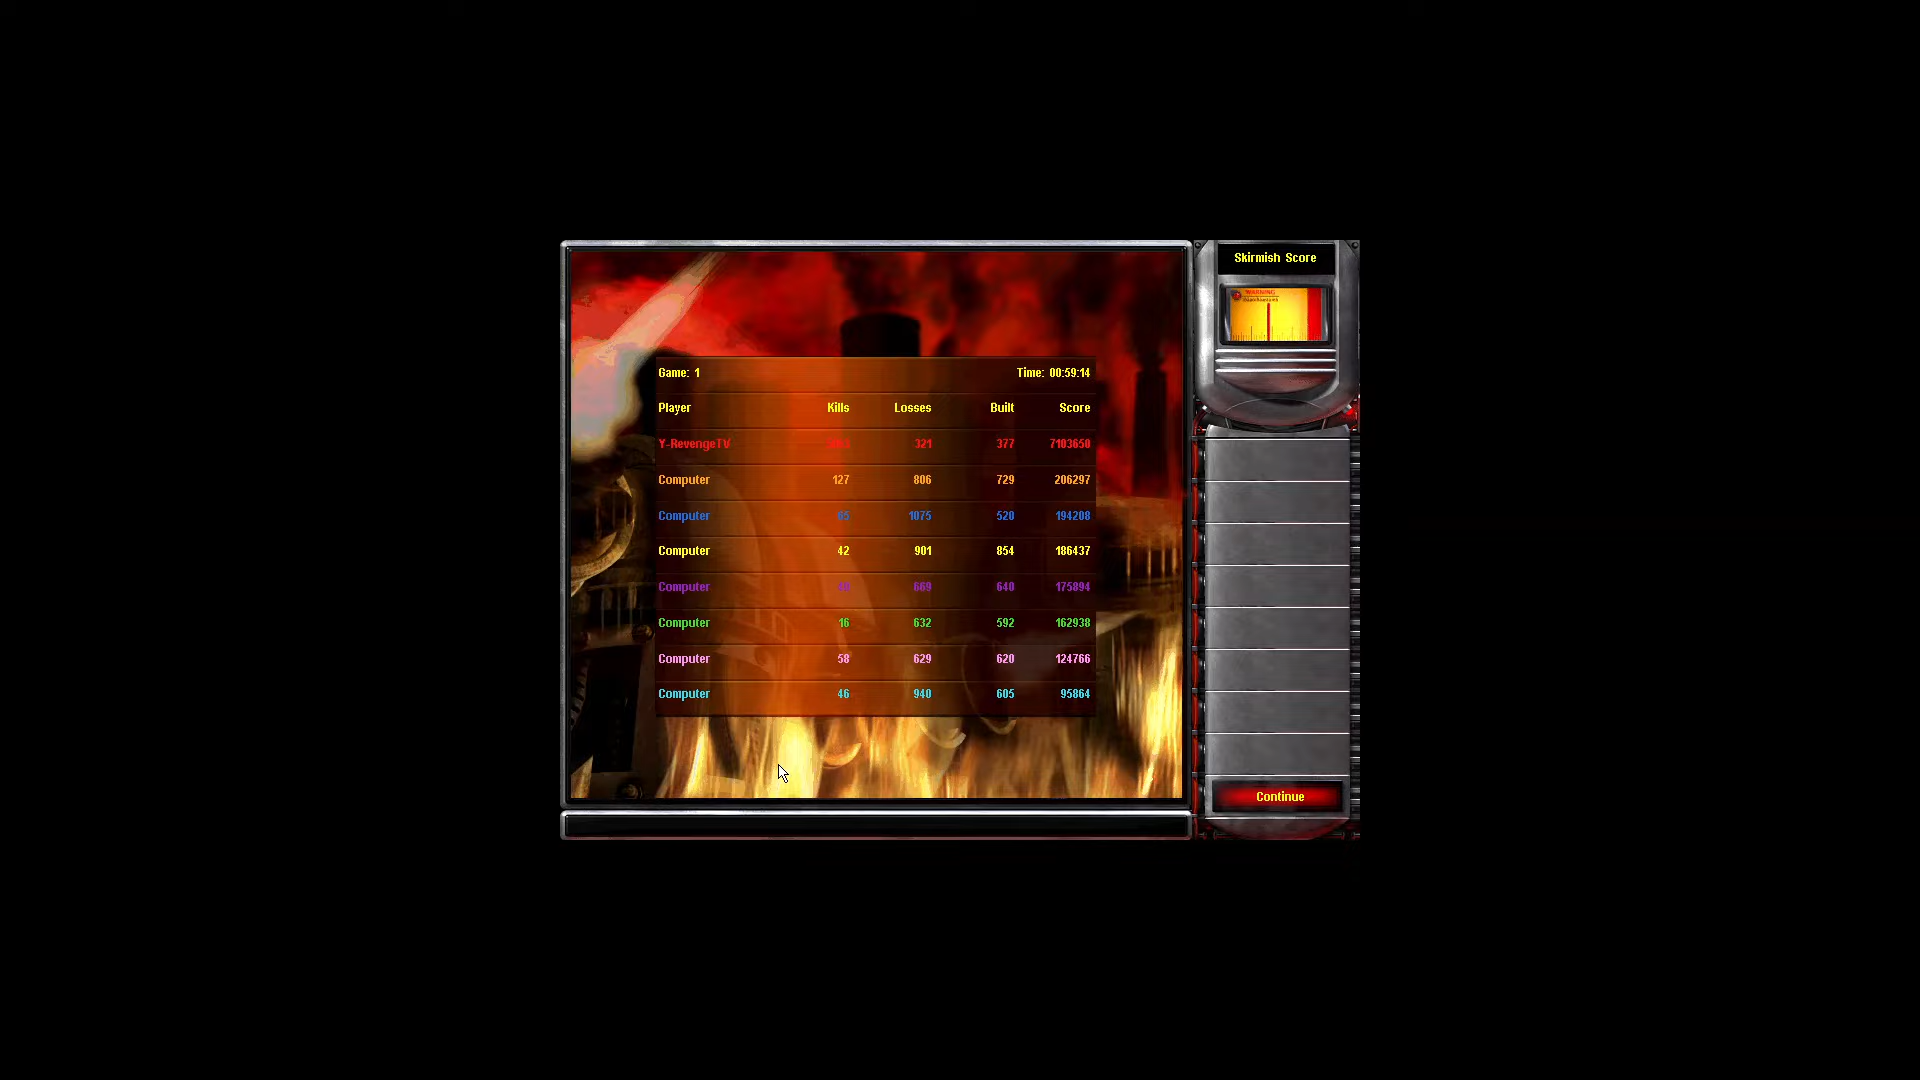 Skirmish Score
WARNING
Game: 1 Time: 00:59:14
Player Kills Losses Built Score
Y-RevengeTV 321 377 7103650
Computer 127 806 729 206297
Computer 65 1075 520 194208
Computer 42 901 854 186437
Computer 669 640 175894
Computer 16 632 592 162938
Computer 58 629 620 124766
Computer 46 940 605 95864
Continue